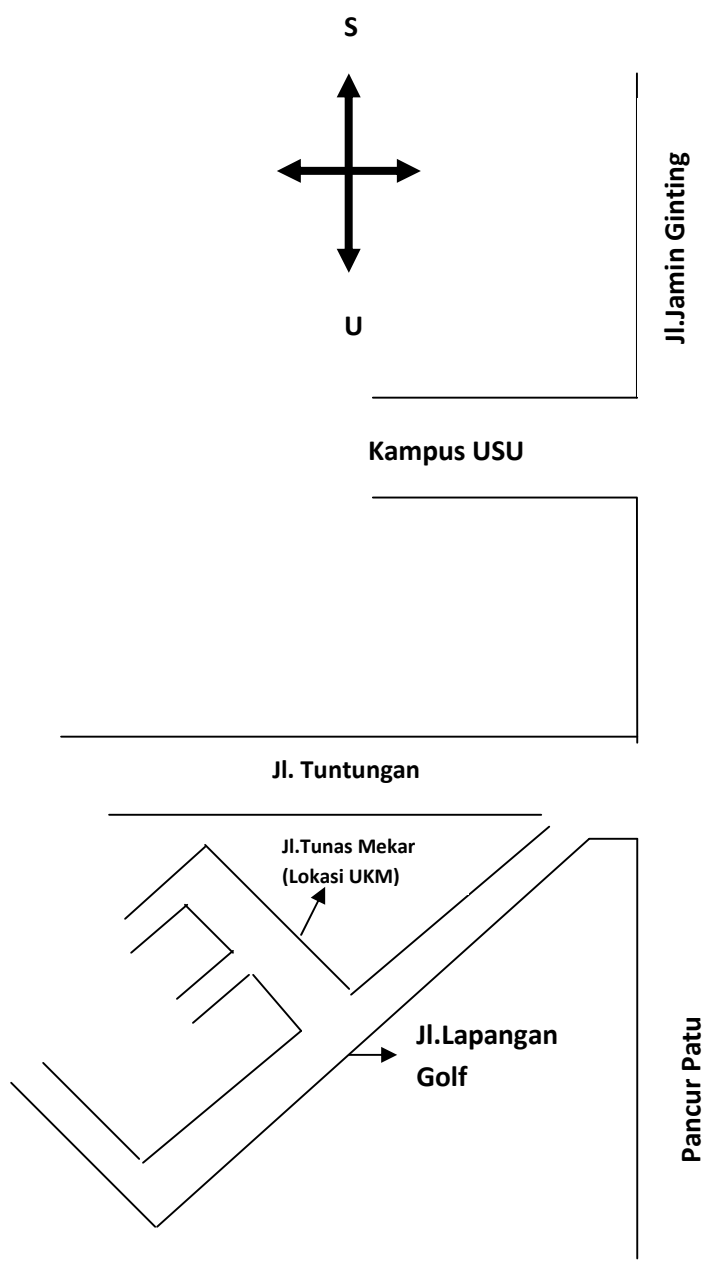 S
U
Jl.Jamin Ginting
Kampus USU
Jl. Tuntungan
Jl.Tunas Mekar
(Lokasi UKM)
Jl.Lapangan
Golf
Pancur Patu